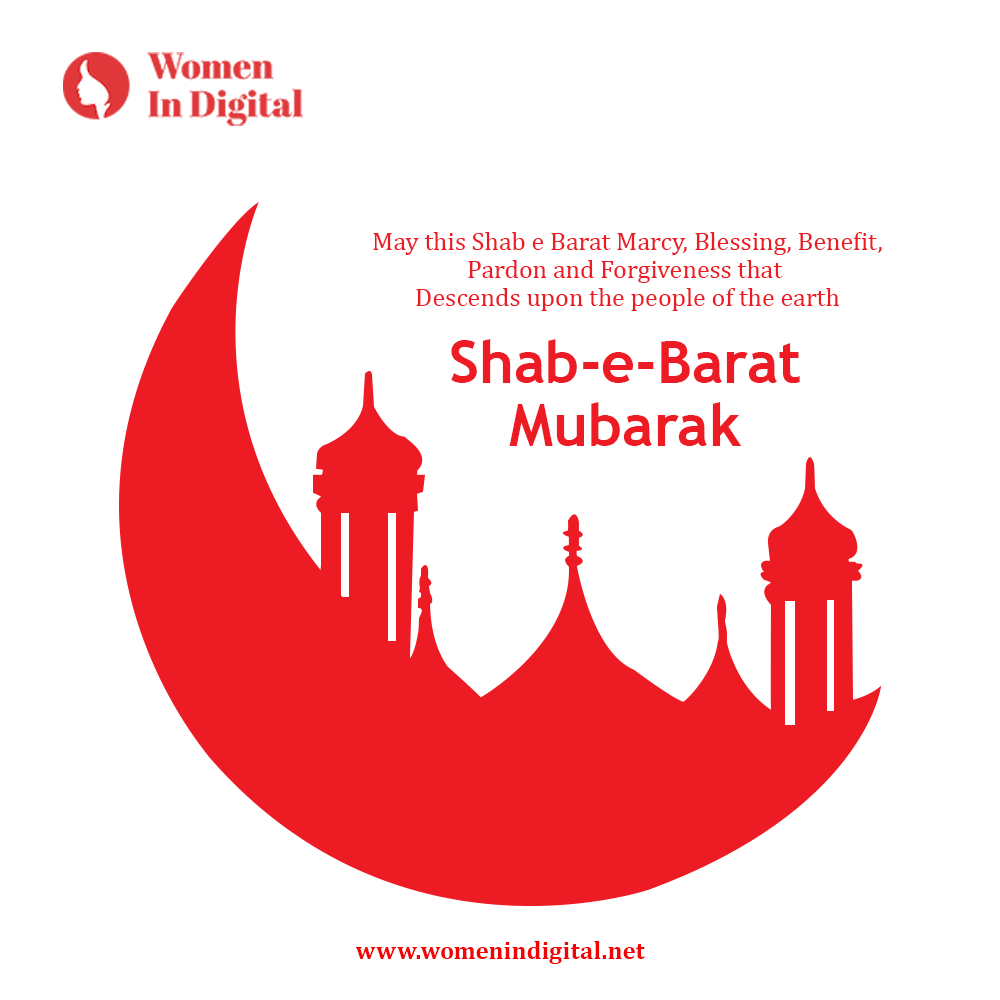 Women
In Digital
May this Shab e Barat Marcy, Blessing, Benefit,
Pardon and Forgiveness that
Descends upon the people of the earth
Shab-e-Barat
Mubarak
www.womenindigital.net